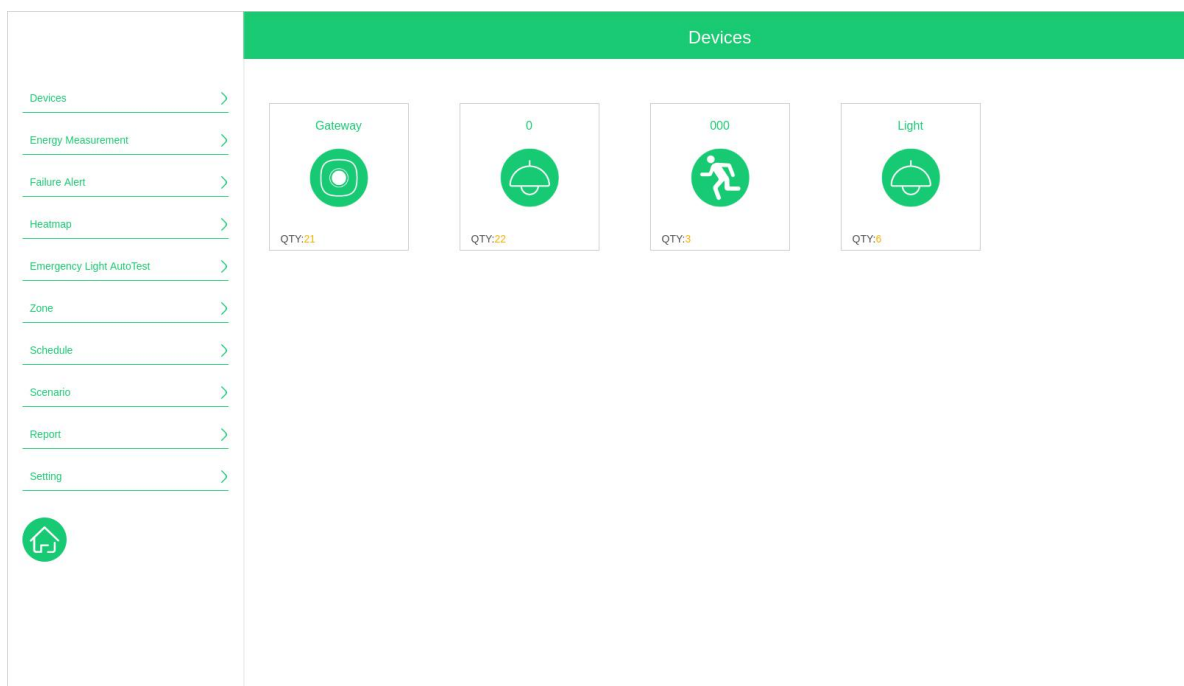 Devices
Devices
Energy Measurement
Failure Alert
Heatmap
Emergency Light AutoTest
Zone
Schedule
Scenario
Report
Setting
Gateway
QTY:21
0
QTY:22
000
QTY:3
Light
QTY:6